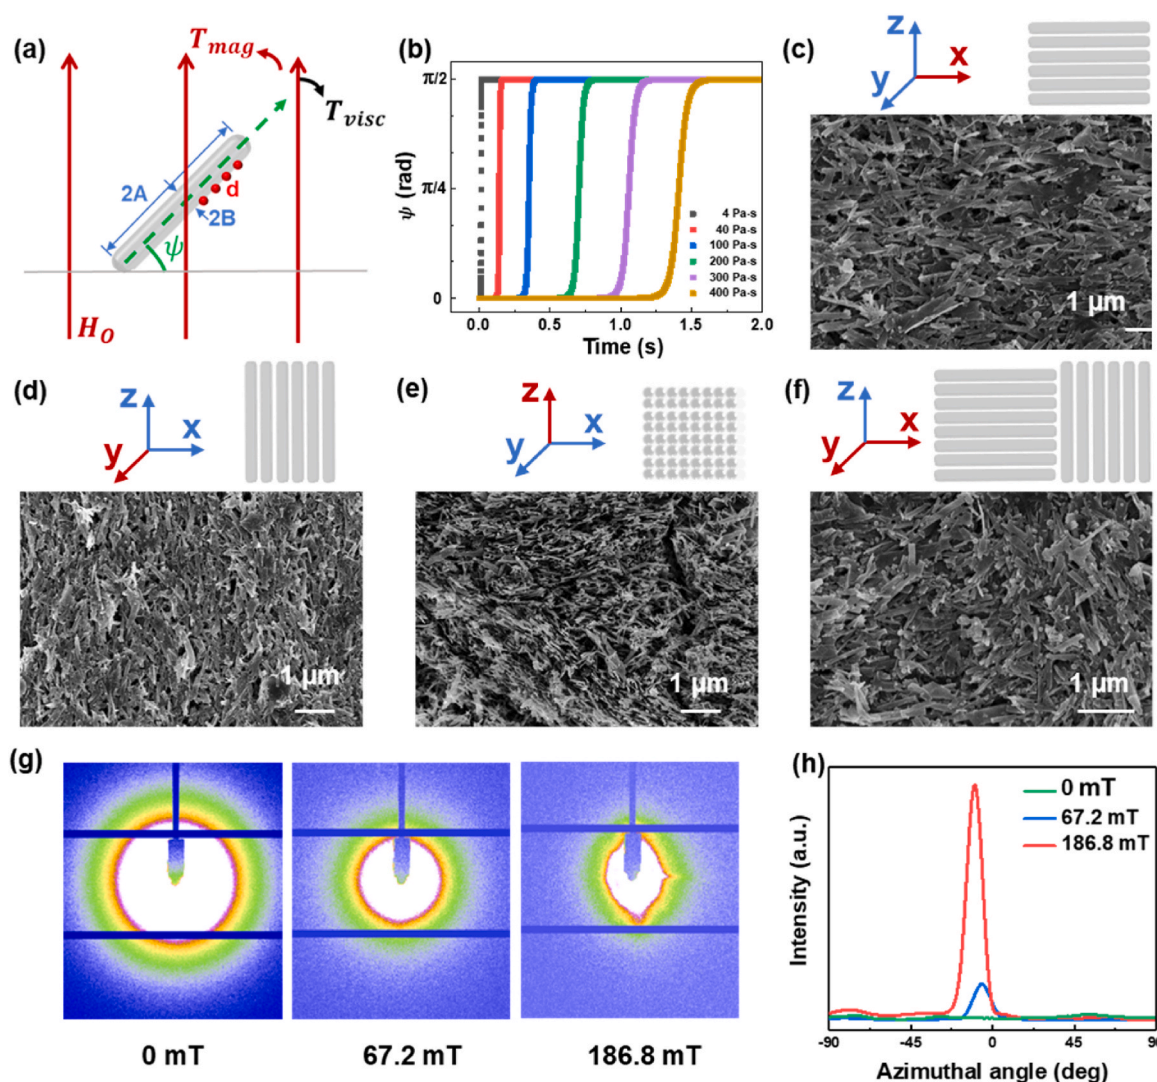 (a)
T_mag
T_visc
2A
d
2B
ψ
H_O
(b)
ψ (rad)
π/2
π/4
0
4 Pa-s
40 Pa-s
100 Pa-s
200 Pa-s
300 Pa-s
400 Pa-s
0.0 0.5 1.0 1.5 2.0
Time (s)
(c)
z
y
x
1 µm
(d)
z
y
x
1 µm
(e)
z
y
x
1 µm
(f)
z
y
x
1 µm
(g)
0 mT
67.2 mT
186.8 mT
(h)
Intensity (a.u.)
0 mT
67.2 mT
186.8 mT
-90 -45 0 45 90
Azimuthal angle (deg)